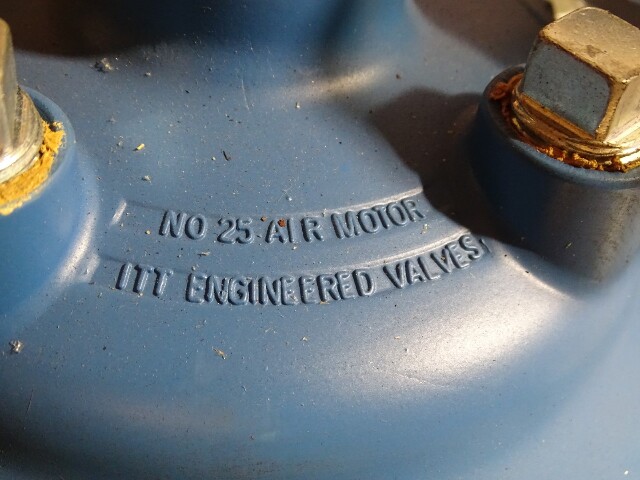 NO 25 AIR MOTOR
ITT ENGINEERED VALVES